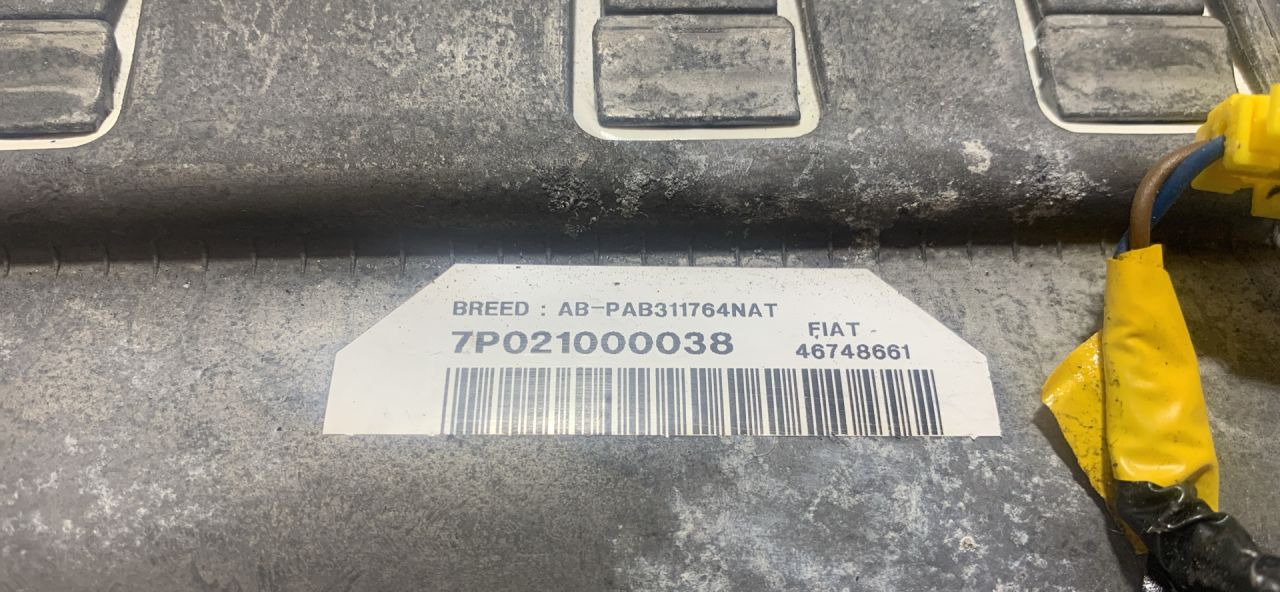 BREED : AB-PAB311764NAT
7P021000038
FIAT
46748661